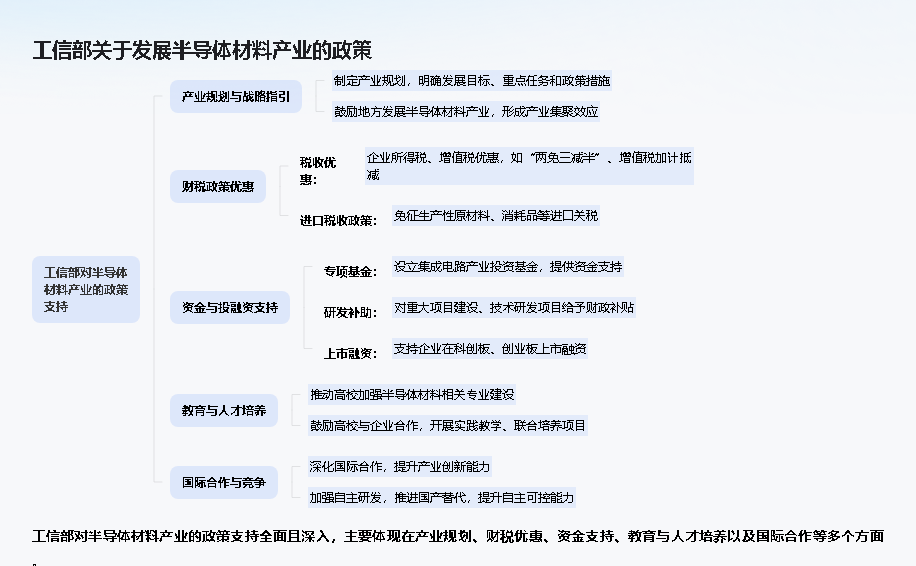 工信部关于发展半导体材料产业的政策
产业规划与战略指引
制定产业规划，明确发展目标、重点任务和政策措施
鼓励地方发展半导体材料产业，形成产业集聚效应
财税政策优惠
税收优
惠：
企业所得税、增值税优惠，如“两免三减半”、增值税加计抵
减
进口税收政策：
免征生产性原材料、消耗品等进口关税
工信部对半导体
材料产业的政策
支持
资金与投融资支持
专项基金：
设立集成电路产业投资基金，提供资金支持
研发补助：
对重大项目建设、技术研发项目给予财政补贴
上市融资：
支持企业在科创板、创业板上市融资
教育与人才培养
推动高校加强半导体材料相关专业建设
鼓励高校与企业合作，开展实践教学、联合培养项目
国际合作与竞争
深化国际合作，提升产业创新能力
加强自主研发，推进国产替代，提升自主可控能力
工信部对半导体材料产业的政策支持全面且深入，主要体现在产业规划、财税优惠、资金支持、教育与人才培养以及国际合作等多个方面
。